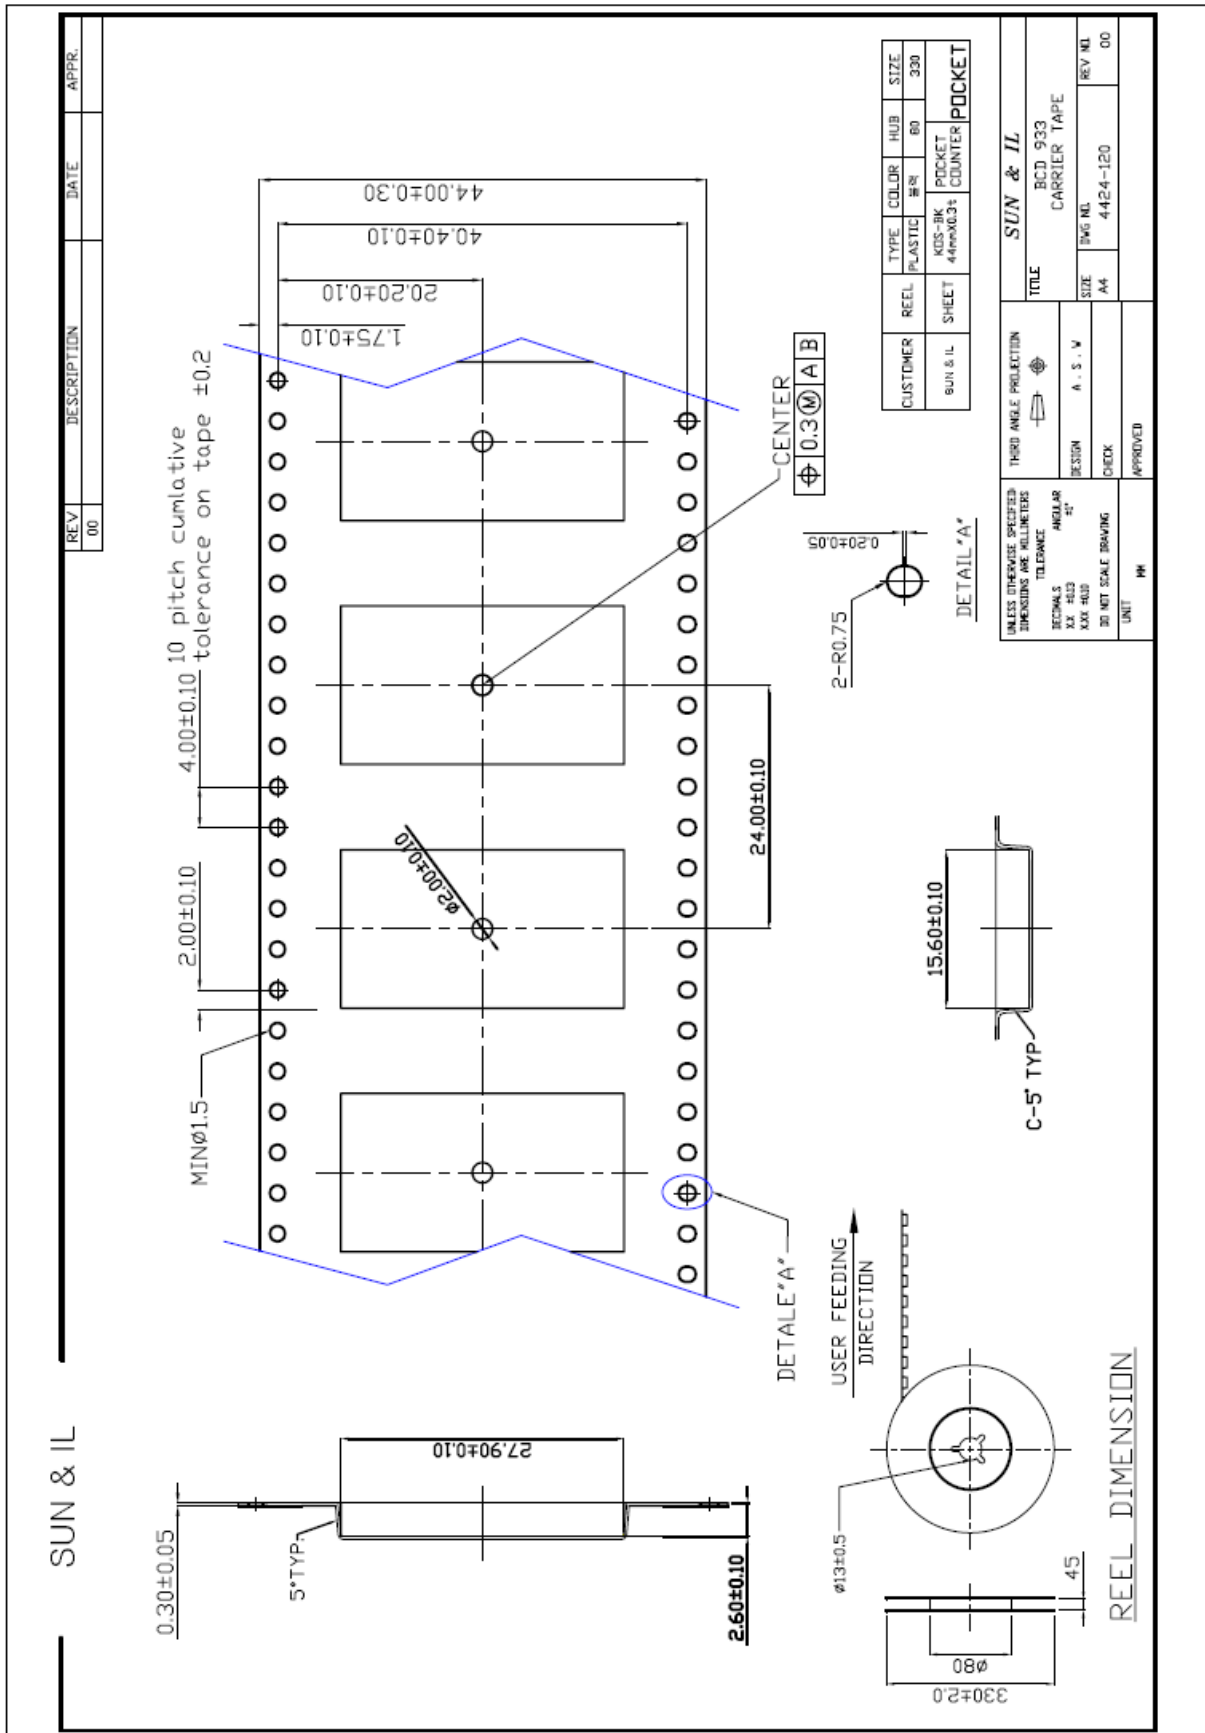 SUN & IL
REV DESCRIPTION DATE APPR.
00
10 pitch cumlative
tolerance on tape ±0.2
4.00±0.10
2.00±0.10
MINØ1.5
1.75±0.10
20.20±0.10
40.40±0.10
44.00±0.30
Ø2.00±0.10
24.00±0.10
CENTER
0.3 Ⓜ A B
0.30±0.05
5°TYP.
27.90±0.10
2.60±0.10
DETALE"A"
USER FEEDING
DIRECTION
15.60±0.10
C-5° TYP
2-R0.75
0.20±0.05
DETAIL"A"
330±2.0
Ø80
45
Ø13±0.5
REEL DIMENSION
CUSTOMER REEL TYPE COLOR HUB SIZE
PLASTIC 80 330
SUN & IL SHEET KOS-BK
44mmX0.3t
POCKET
COUNTER
POCKET
UNLESS OTHERWISE SPECIFIED:
DIMENSIONS ARE MILLIMETERS
TOLERANCE
DECIMALS ANGULAR
X.X ±0.13 ±1°
X.XX ±0.10
DO NOT SCALE DRAWING
UNIT MM
THIRD ANGLE PROJECTION
DESIGN A . S . W
CHECK
APPROVED
SUN & IL
TITLE
BCD 933
CARRIER TAPE
SIZE DWG NO. REV NO.
A4 4424-120 00